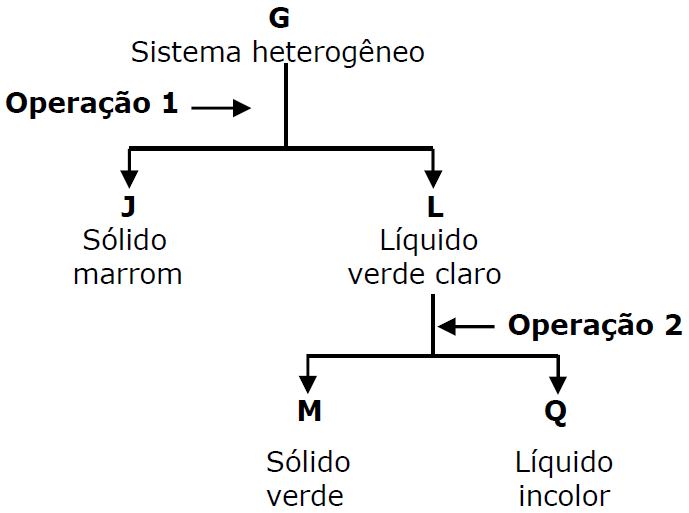 G
Sistema heterogêneo
Operação 1
J
Sólido
marrom
L
Líquido
verde claro
Operação 2
M
Sólido
verde
Q
Líquido
incolor